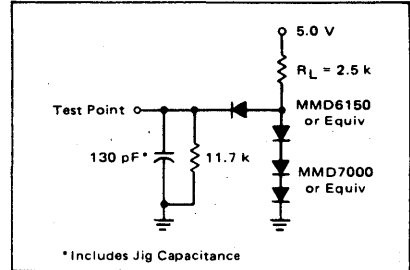 5.0 V
RL = 2.5 k
Test Point
MMD6150
or Equiv
130 pF*
11.7 k
MMD7000
or Equiv
*Includes Jig Capacitance